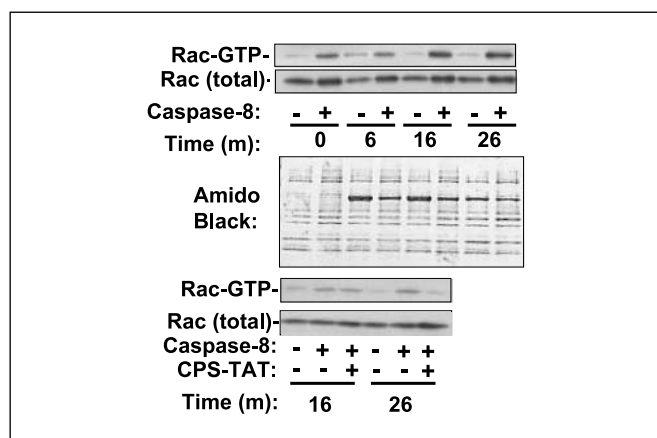 Rac-GTP-
Rac (total)-
Caspase-8: - + - + - + - +
Time (m): 0 6 16 26
Amido
Black:
Rac-GTP-
Rac (total)-
Caspase-8: - + + - + +
CPS-TAT: - - + - - +
Time (m): 16 26